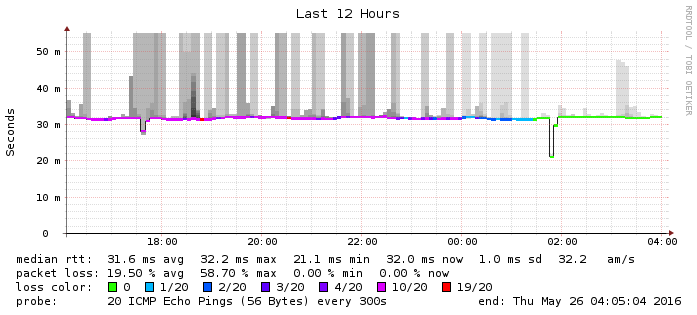 Last 12 Hours
RRDTOOL / TOBI OETIKER
Seconds
50 m
40 m
30 m
20 m
10 m
0
18:00 20:00 22:00 00:00 02:00 04:00
median rtt: 31.6 ms avg 32.2 ms max 21.1 ms min 32.0 ms now 1.0 ms sd 32.2 am/s
packet loss: 19.50 % avg 58.70 % max 0.00 % min 0.00 % now
loss color: 0 1/20 2/20 3/20 4/20 10/20 19/20
probe: 20 ICMP Echo Pings (56 Bytes) every 300s end: Thu May 26 04:05:04 2016